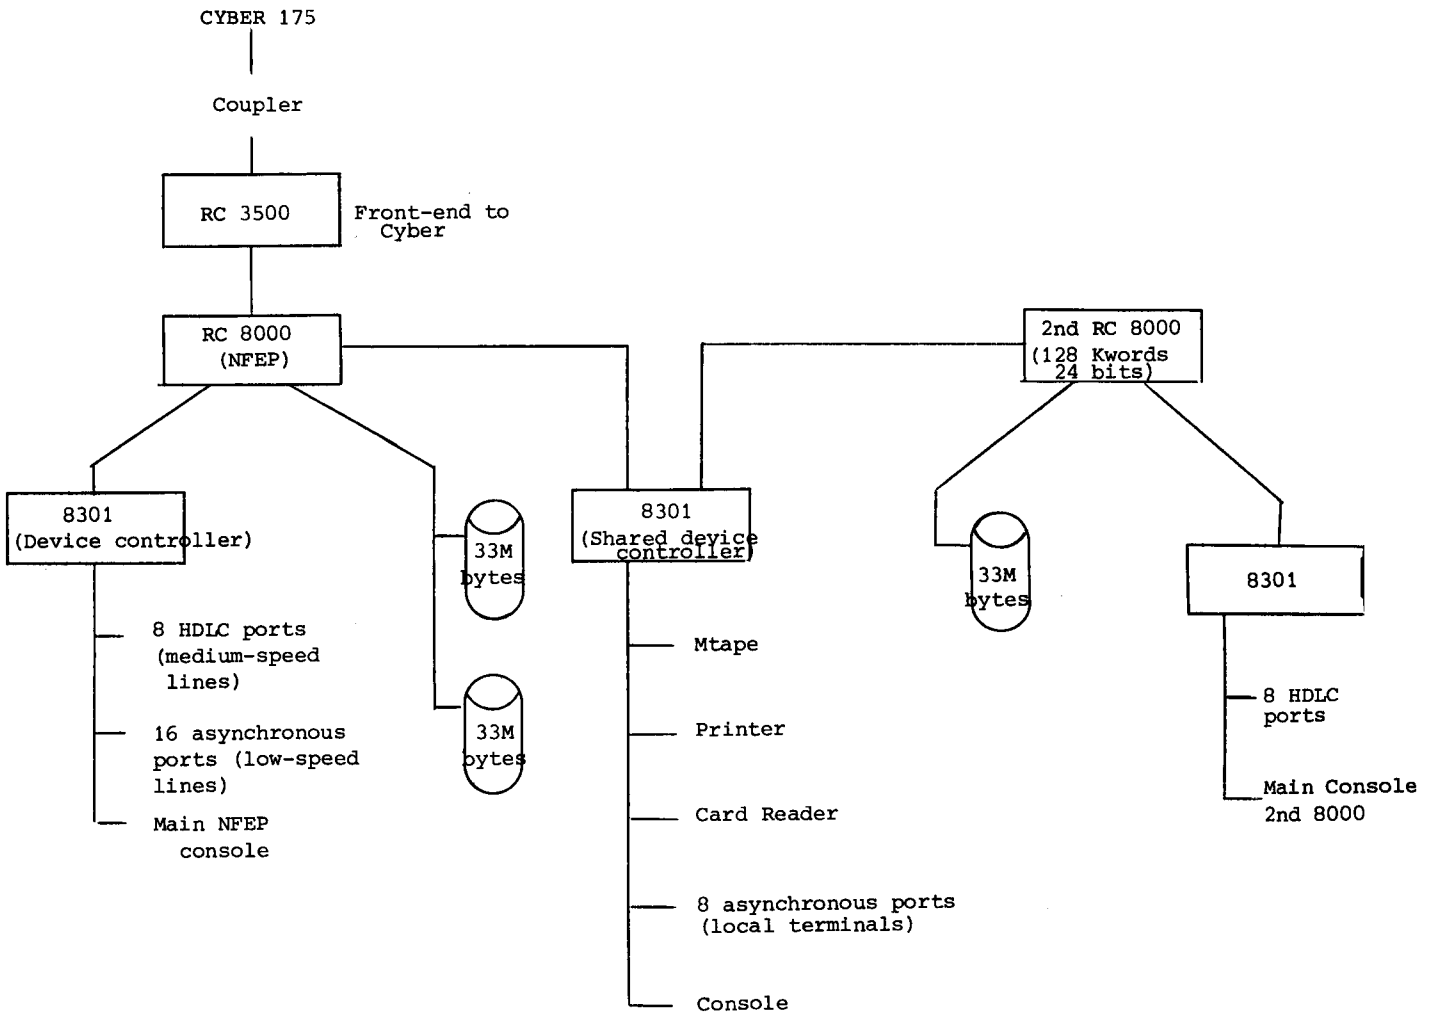 CYBER 175
Coupler
RC 3500
Front-end to
Cyber
RC 8000
(NFEP)
2nd RC 8000
(128 Kwords
24 bits)
8301
(Device controller)
33M
bytes
8301
(Shared device
controller)
33M
bytes
8301
8 HDLC ports
(medium-speed
lines)
16 asynchronous
ports (low-speed
lines)
Main NFEP
console
33M
bytes
Mtape
Printer
Card Reader
8 asynchronous ports
(local terminals)
Console
8 HDLC
ports
Main Console
2nd 8000